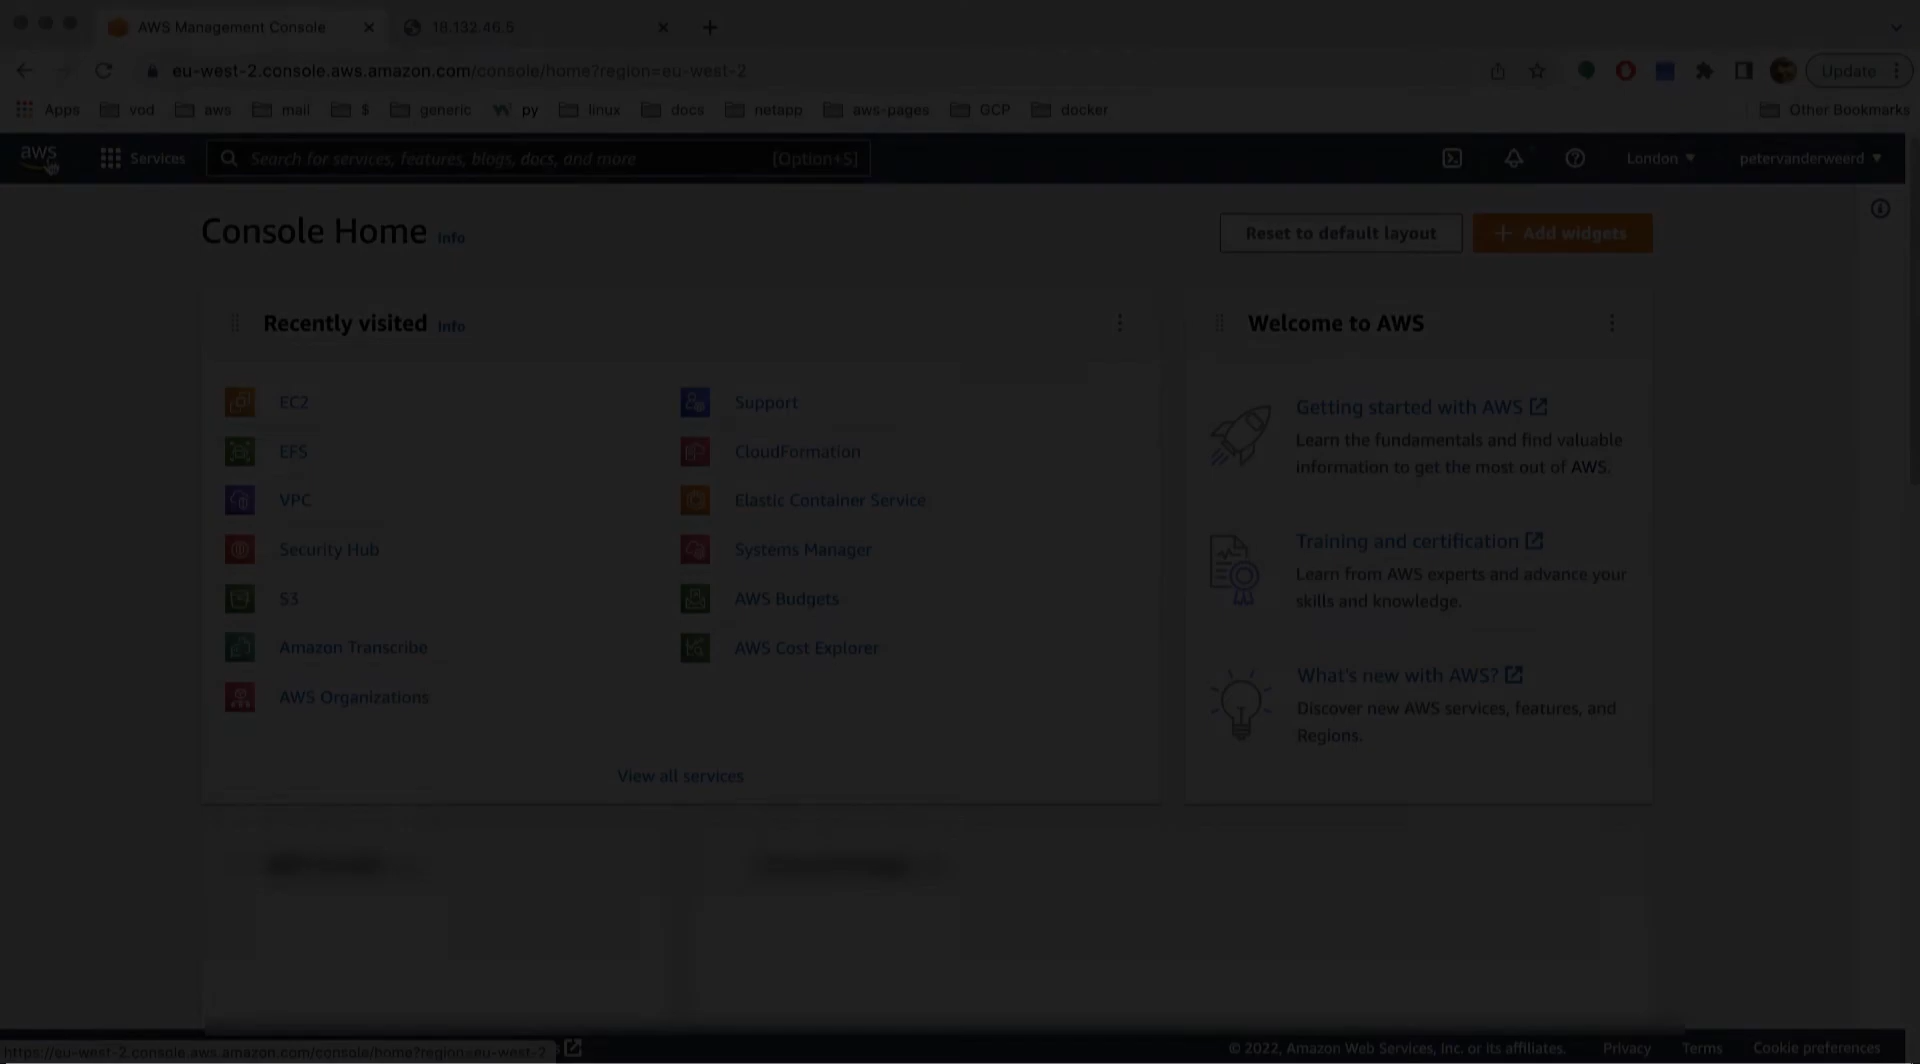 AWS Management Console
18.132.46.5
eu-west-2.console.aws.amazon.com/console/home?region=eu-west-2
Update
Apps vod aws mail $ generic py linux docs netapp aws-pages GCP docker Other Bookmarks
aws Services Search for services, features, blogs, docs, and more [Option+S] London petervanderweerd
Console Home Info
Reset to default layout
+ Add widgets
Recently visited Info
EC2
EFS
VPC
Security Hub
S3
Amazon Transcribe
AWS Organizations
Support
CloudFormation
Elastic Container Service
Systems Manager
AWS Budgets
AWS Cost Explorer
View all services
Welcome to AWS
Getting started with AWS
Learn the fundamentals and find valuable
information to get the most out of AWS.
Training and certification
Learn from AWS experts and advance your
skills and knowledge.
What's new with AWS?
Discover new AWS services, features, and
Regions.
https://eu-west-2.console.aws.amazon.com/console/home?region=eu-west-2
© 2022, Amazon Web Services, Inc. or its affiliates. Privacy Terms Cookie preferences